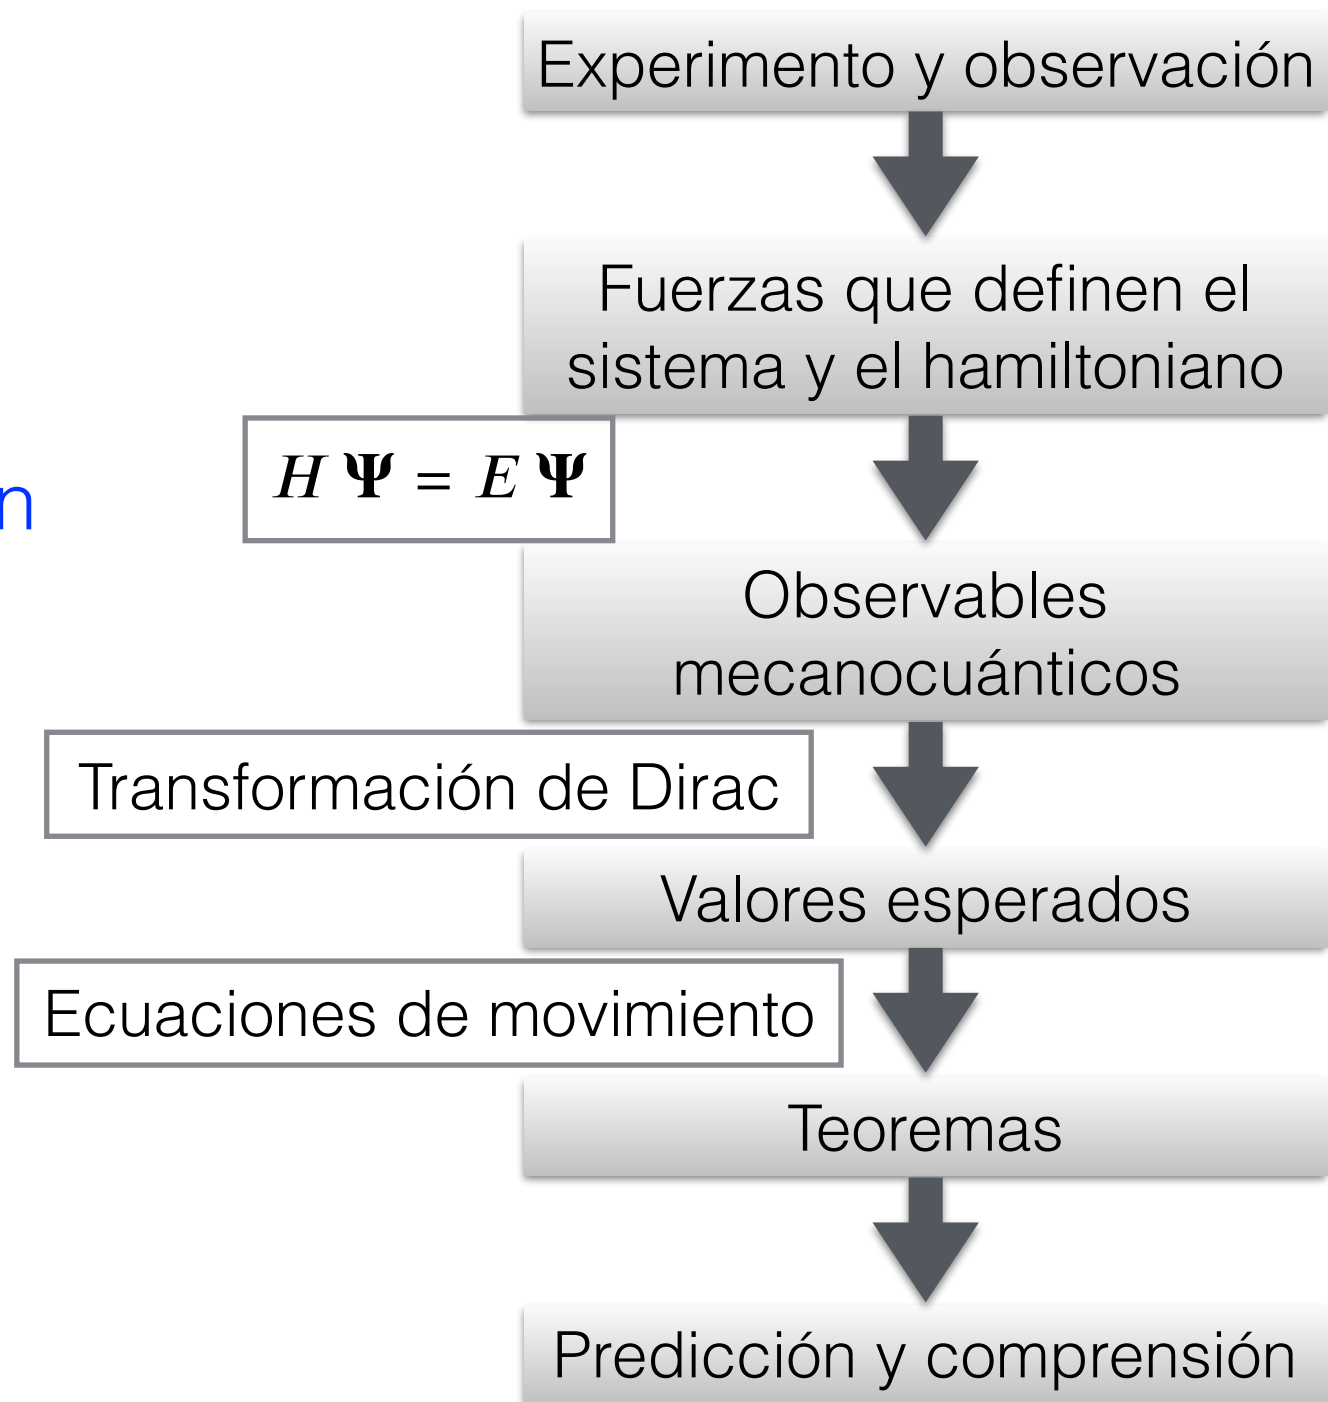 Experimento y observación
Fuerzas que definen el
sistema y el hamiltoniano
H Ψ = E Ψ
n
Observables
mecanocuánticos
Transformación de Dirac
Valores esperados
Ecuaciones de movimiento
Teoremas
Predicción y comprensión